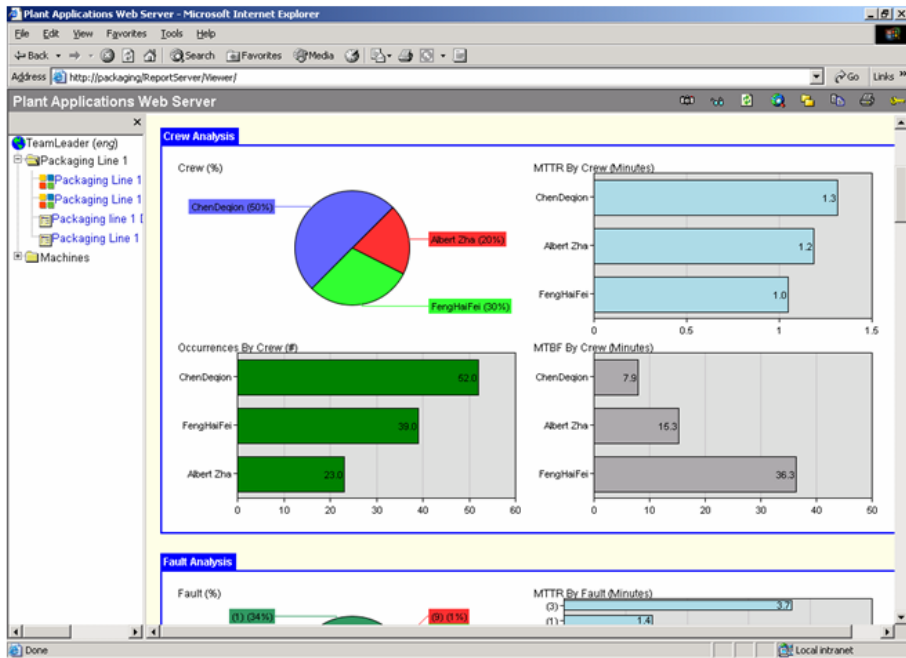 Plant Applications Web Server - Microsoft Internet Explorer
File Edit View Favorites Tools Help
Back Search Favorites Media
Address http://packaging/ReportServer/Viewer/ Go Links »
Plant Applications Web Server
TeamLeader (eng)
Packaging Line 1
Packaging Line 1
Packaging Line 1
Packaging line 1 D
Packaging Line 1
Machines
Crew Analysis
Crew (%)
ChenDeqion (50%)
Albert Zha (20%)
FengHaiFei (30%)
MTTR By Crew (Minutes)
ChenDeqion 1.3
Albert Zha 1.2
FengHaiFei 1.0
0 0.5 1 1.5
Occurrences By Crew (#)
ChenDeqion 52.0
FengHaiFei 39.0
Albert Zha 23.0
0 10 20 30 40 50 60
MTBF By Crew (Minutes)
ChenDeqion 7.9
Albert Zha 15.3
FengHaiFei 36.3
0 10 20 30 40 50
Fault Analysis
Fault (%)
(1) (34%)
(9) (1%)
MTTR By Fault (Minutes)
(3) 3.7
(1) 1.4
Done Local intranet